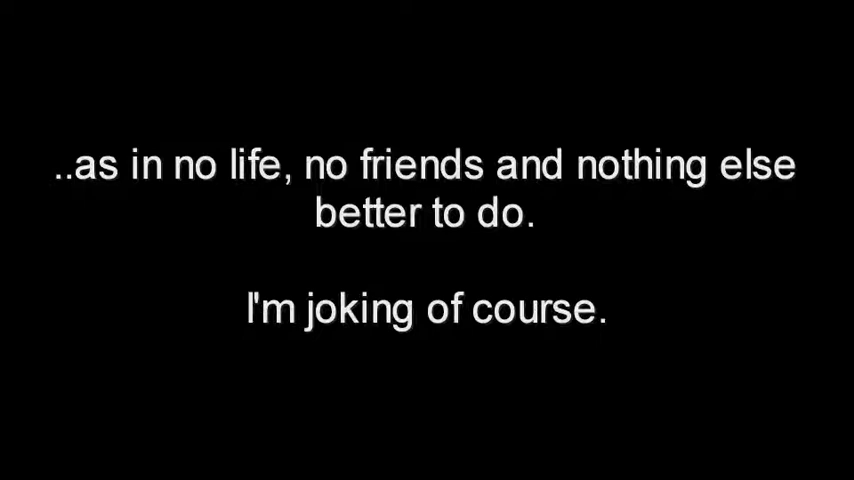 ..as in no life, no friends and nothing else
better to do.
I'm joking of course.